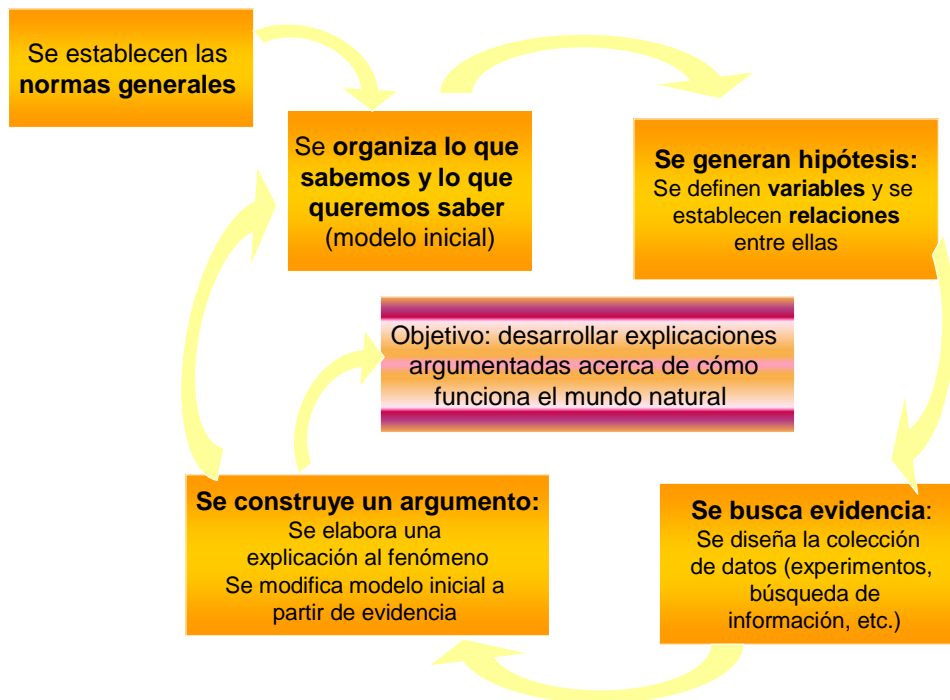 Se establecen las
normas generales
Se organiza lo que
sabemos y lo que
queremos saber
(modelo inicial)
Se generan hipótesis:
Se definen variables y se
establecen relaciones
entre ellas
Objetivo: desarrollar explicaciones
argumentadas acerca de cómo
funciona el mundo natural
Se construye un argumento:
Se elabora una
explicación al fenómeno
Se modifica modelo inicial a
partir de evidencia
Se busca evidencia:
Se diseña la colección
de datos (experimentos,
búsqueda de
información, etc.)